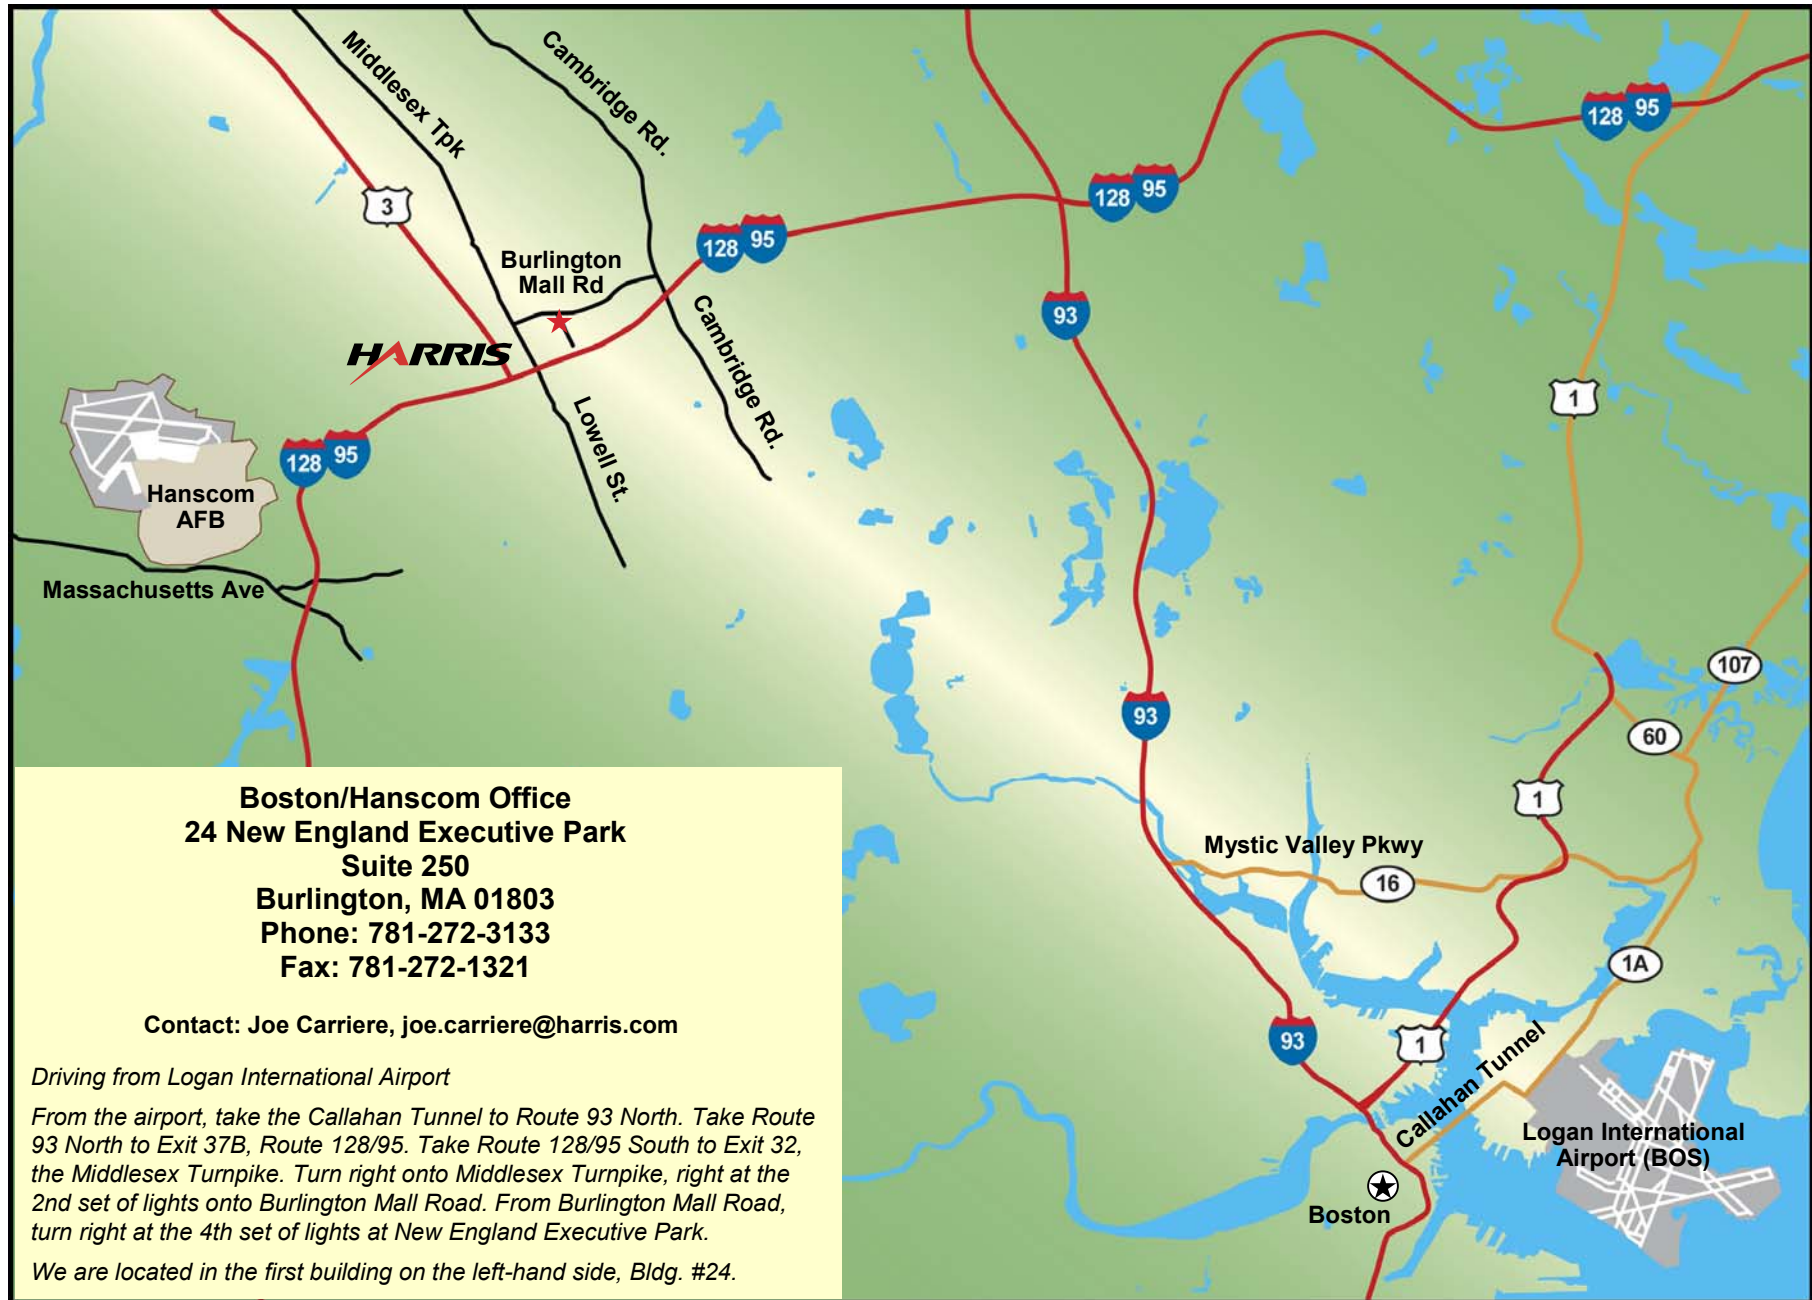 Middlesex Tpk
Cambridge Rd.
128 95
3
128 95
128 95
Burlington
Mall Rd
93
Cambridge Rd.
HARRIS
1
Lowell St.
128 95
Hanscom
AFB
Massachusetts Ave
107
93
60
1
Mystic Valley Pkwy
16
1A
93
1
Callahan Tunnel
Logan International
Airport (BOS)
Boston
Boston/Hanscom Office
24 New England Executive Park
Suite 250
Burlington, MA 01803
Phone: 781-272-3133
Fax: 781-272-1321
Contact: Joe Carriere, joe.carriere@harris.com
Driving from Logan International Airport
From the airport, take the Callahan Tunnel to Route 93 North. Take Route
93 North to Exit 37B, Route 128/95. Take Route 128/95 South to Exit 32,
the Middlesex Turnpike. Turn right onto Middlesex Turnpike, right at the
2nd set of lights onto Burlington Mall Road. From Burlington Mall Road,
turn right at the 4th set of lights at New England Executive Park.
We are located in the first building on the left-hand side, Bldg. #24.